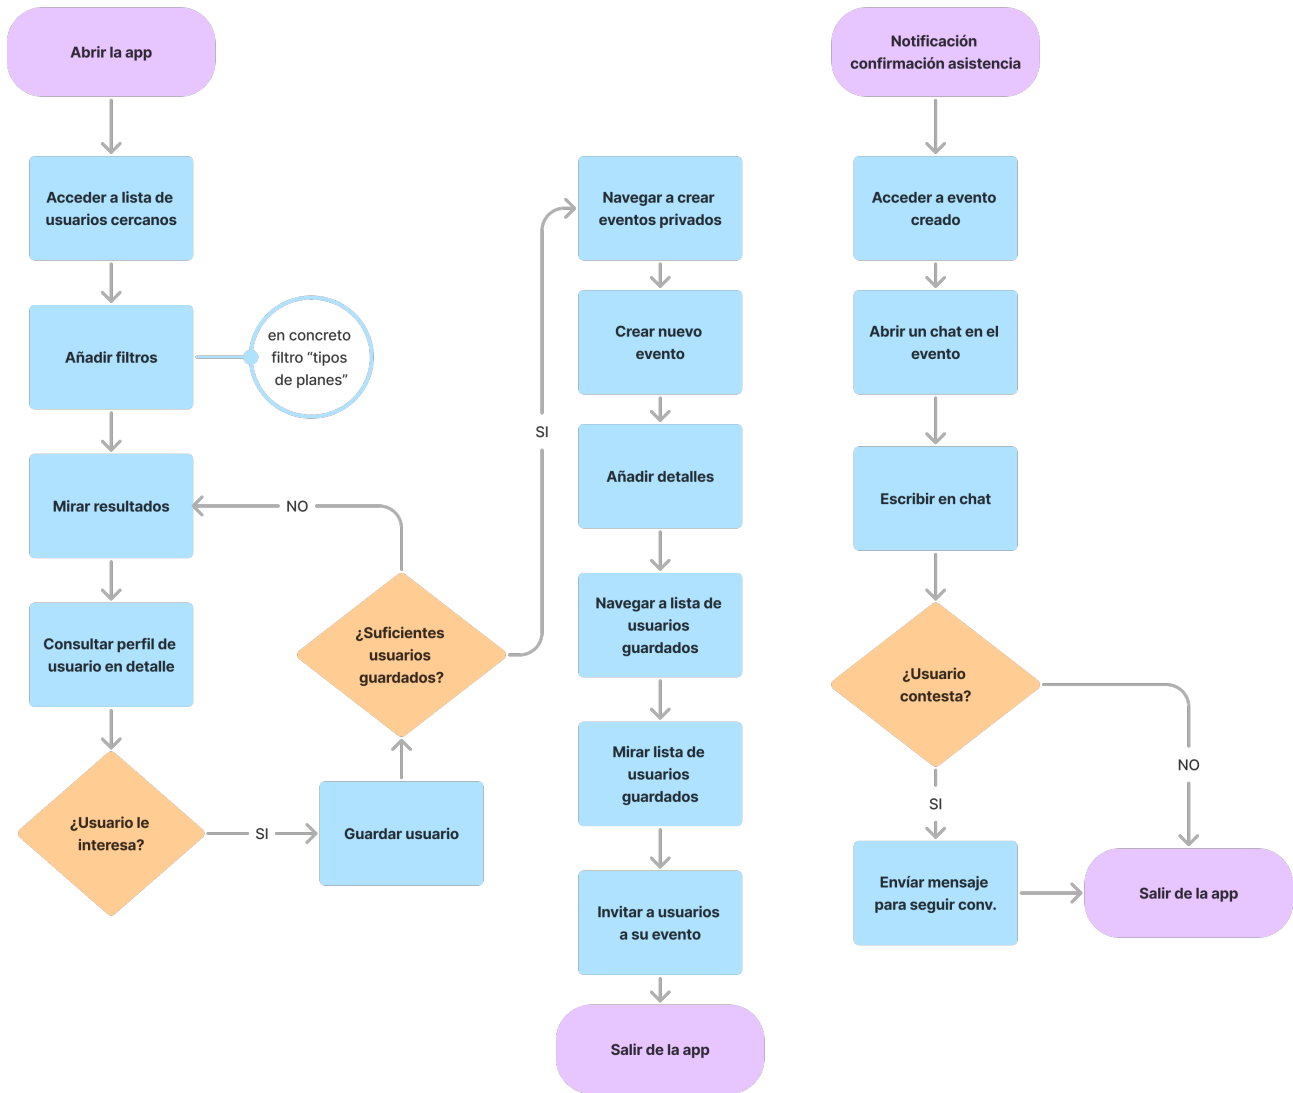 Abrir la app
Acceder a lista de
usuarios cercanos
Añadir filtros
en concreto
filtro “tipos
de planes”
Mirar resultados
NO
Consultar perfil de
usuario en detalle
¿Suficientes
usuarios
guardados?
¿Usuario le
interesa?
SI
Guardar usuario
SI
Navegar a crear
eventos privados
Crear nuevo
evento
Añadir detalles
Navegar a lista de
usuarios
guardados
Mirar lista de
usuarios
guardados
Invitar a usuarios
a su evento
Salir de la app
Notificación
confirmación asistencia
Acceder a evento
creado
Abrir un chat en el
evento
Escribir en chat
¿Usuario
contesta?
NO
SI
Envíar mensaje
para seguir conv.
Salir de la app